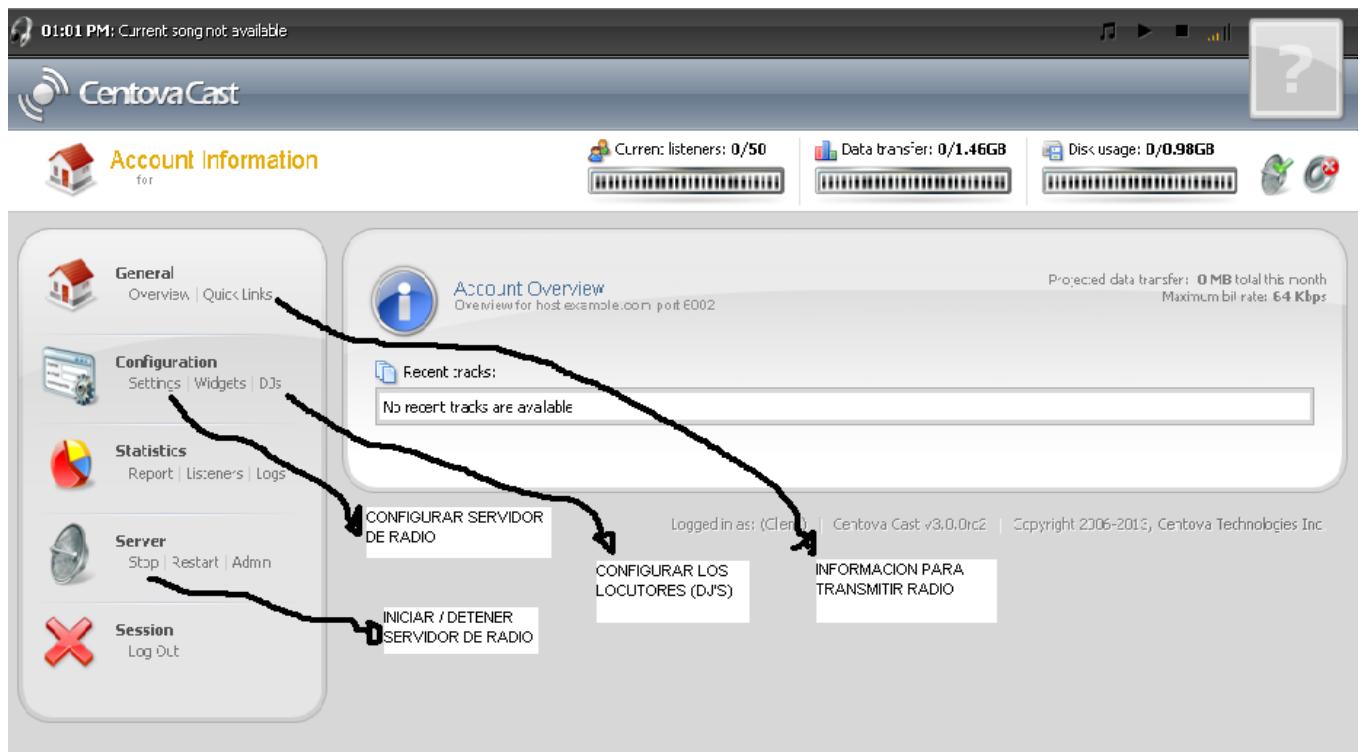 01:01 PM: Current song not available
Centova Cast
Account Information
for
Current listeners: 0/50
Data transfer: 0/1.46GB
Disk usage: 0/0.98GB
General
Overview | Quick Links
Configuration
Settings | Widgets | DJs
Statistics
Report | Listeners | Logs
Server
Stop | Restart | Admin
Session
Log Out
Account Overview
Overview for host example.com port 6002
Projected data transfer: 0 MB total this month
Maximum bit rate: 64 Kbps
Recent tracks:
No recent tracks are available
Logged in as: (Client) | Centova Cast v3.0.0rc2 | Copyright 2006-2013, Centova Technologies Inc
CONFIGURAR SERVIDOR
DE RADIO
CONFIGURAR LOS
LOCUTORES (DJ'S)
INFORMACION PARA
TRANSMITIR RADIO
INICIAR / DETENER
SERVIDOR DE RADIO